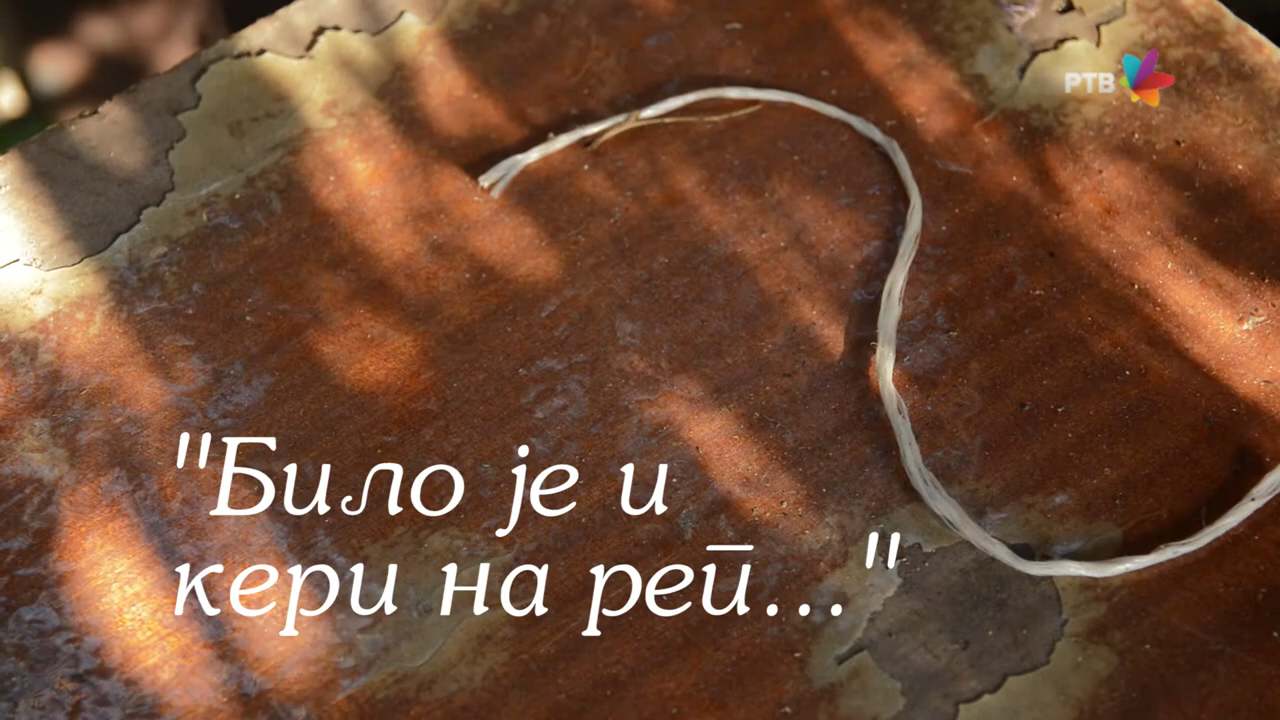 РТВ
"Било је и
кери на реп..."